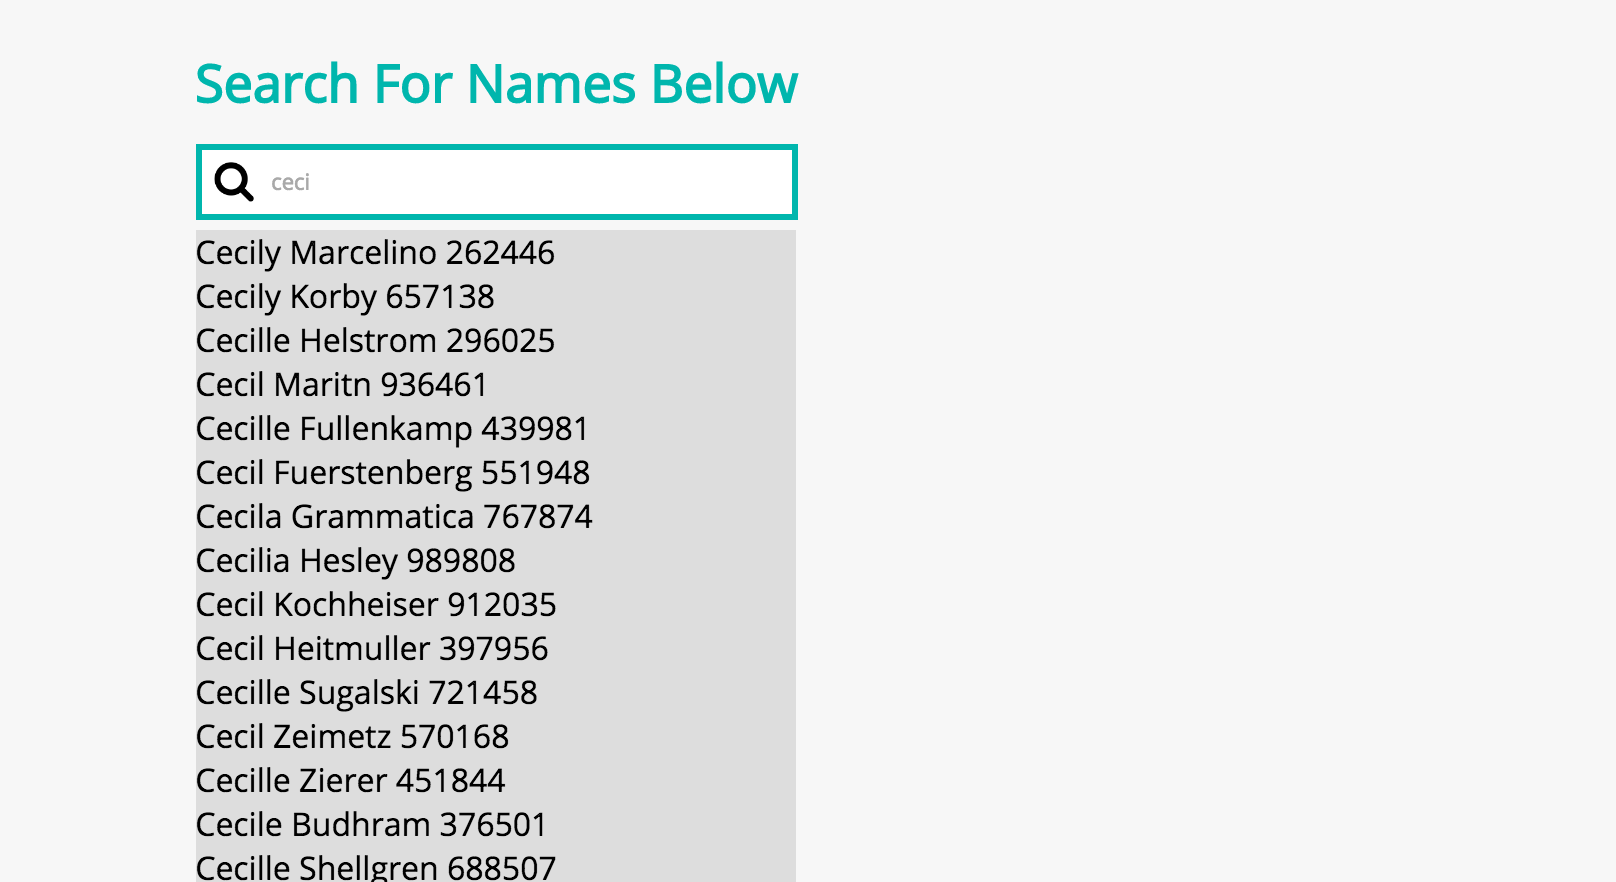 Search For Names Below
ceci
Cecily Marcelino 262446
Cecily Korby 657138
Cecille Helstrom 296025
Cecil Maritn 936461
Cecille Fullenkamp 439981
Cecil Fuerstenberg 551948
Cecila Grammatica 767874
Cecilia Hesley 989808
Cecil Kochheiser 912035
Cecil Heitmuller 397956
Cecille Sugalski 721458
Cecil Zeimetz 570168
Cecille Zierer 451844
Cecile Budhram 376501
Cecille Shellgren 688507